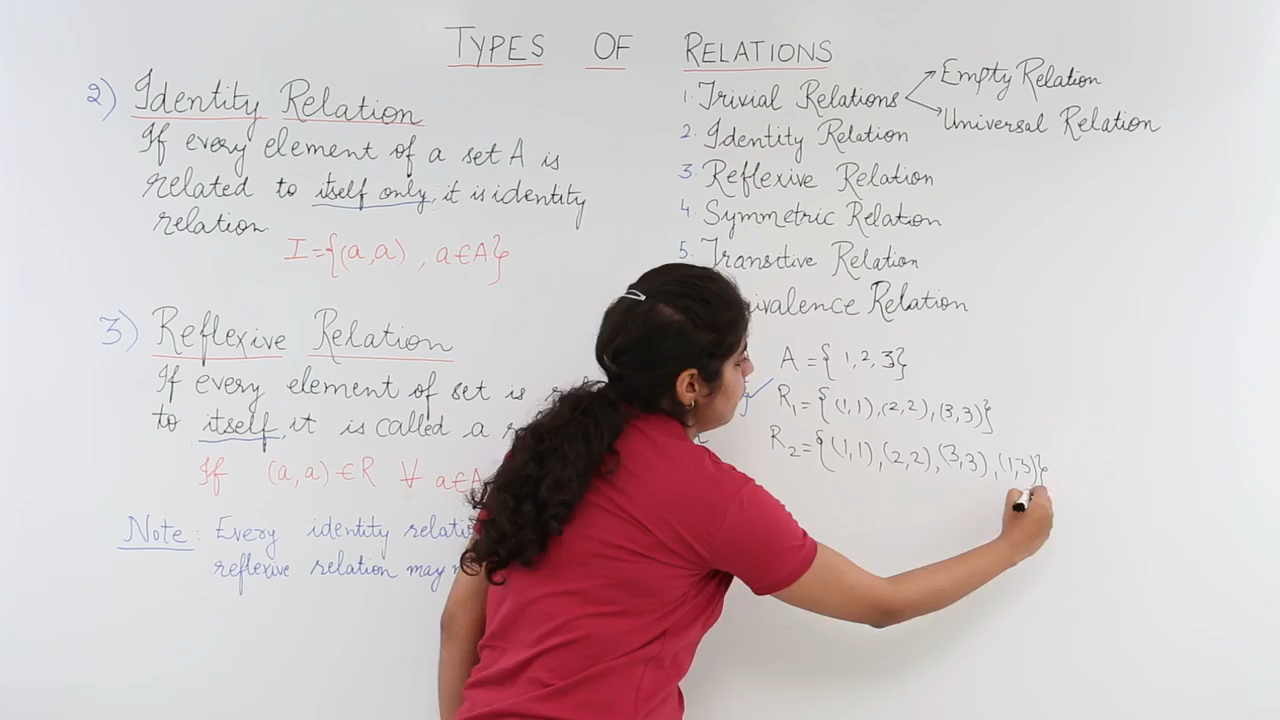 TYPES OF RELATIONS
2) Identity Relation
If every element of a set A is
related to itself only, it is identity
relation.
I={(a,a) , a∈A}
3) Reflexive Relation
If every element of set is
to itself, it is called a
If (a,a)∈R ∀ a∈A
Note: Every identity
reflexive relation may
1. Trivial Relations
Empty Relation
Universal Relation
2. Identity Relation
3. Reflexive Relation
4. Symmetric Relation
5. Transitive Relation
Relation
A = { 1,2,3}
R₁= {(1,1),(2,2),(3,3)}
R₂={(1,1),(2,2),(3,3),(1,3)}